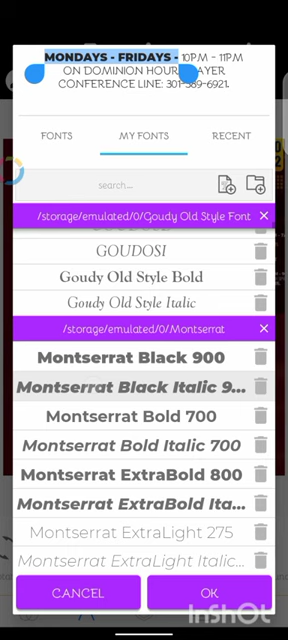 MONDAYS - FRIDAYS - 10PM - 11PM
ON DOMINION HOUR PRAYER
CONFERENCE LINE: 301-589-6921.
FONTS MY FONTS RECENT
search....
/storage/emulated/0/Goudy Old Style Font
GOUDOSI
Goudy Old Style Bold
Goudy Old Style Italic
/storage/emulated/0/Montserrat
Montserrat Black 900
Montserrat Black Italic 9...
Montserrat Bold 700
Montserrat Bold Italic 700
Montserrat ExtraBold 800
Montserrat ExtraBold Ita...
Montserrat ExtraLight 275
Montserrat ExtraLight Italic...
CANCEL OK
InShOt